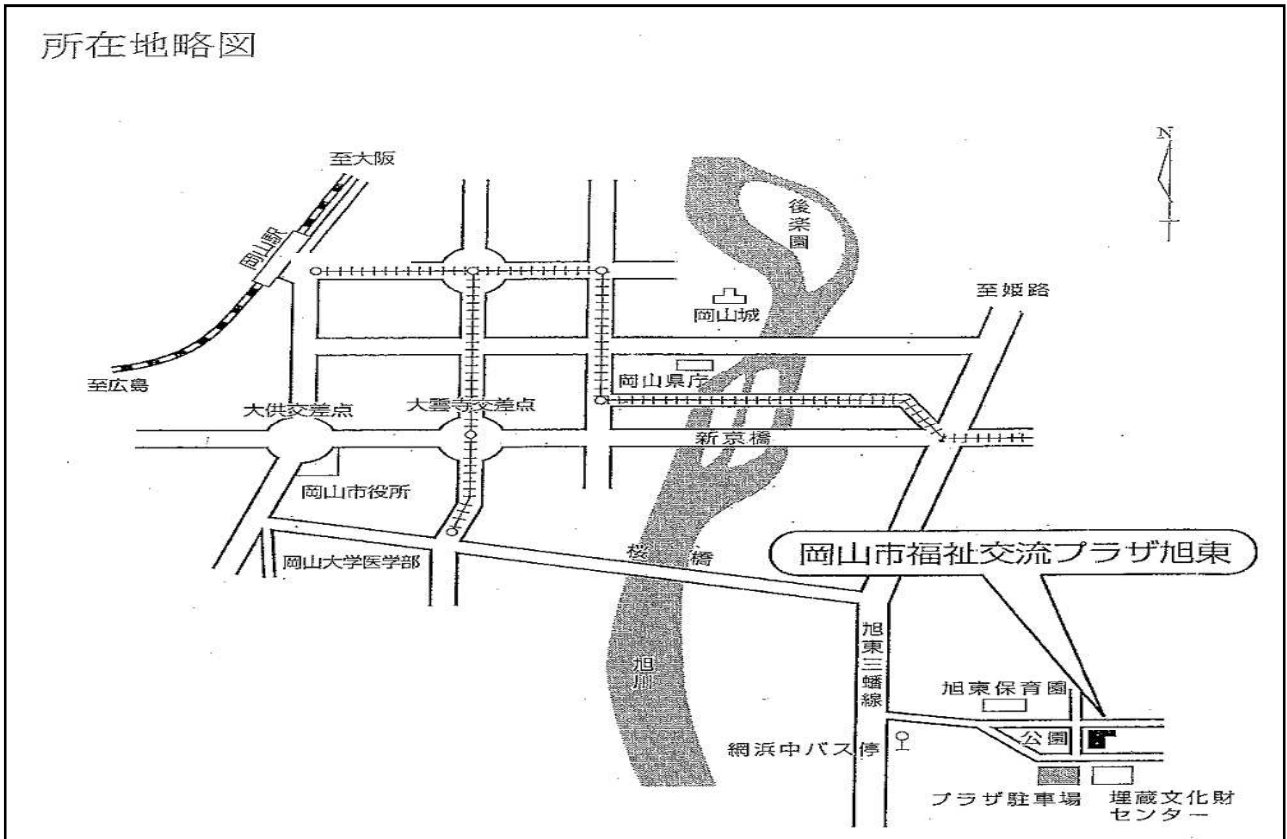 所在地略図
N
至大阪
後楽園
岡山駅
至姫路
岡山城
岡山県庁
至広島
大供交差点
大雲寺交差点
新京橋
岡山市役所
岡山大学医学部
桜橋
岡山市福祉交流プラザ旭東
旭川
旭東三蟠線
旭東保育園
公園
網浜中バス停
プラザ駐車場
埋蔵文化財
センター